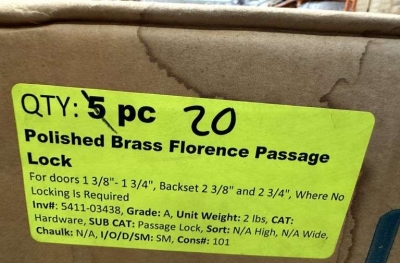 QTY: 5 pc 20
Polished Brass Florence Passage
Lock
For doors 1 3/8"- 1 3/4", Backset 2 3/8" and 2 3/4", Where No
Locking Is Required
Inv#: 5411-03438, Grade: A, Unit Weight: 2 lbs, CAT:
Hardware, SUB CAT: Passage Lock, Sort: N/A High, N/A Wide,
Chaulk: N/A, I/O/D/SM: SM, Cons#: 101